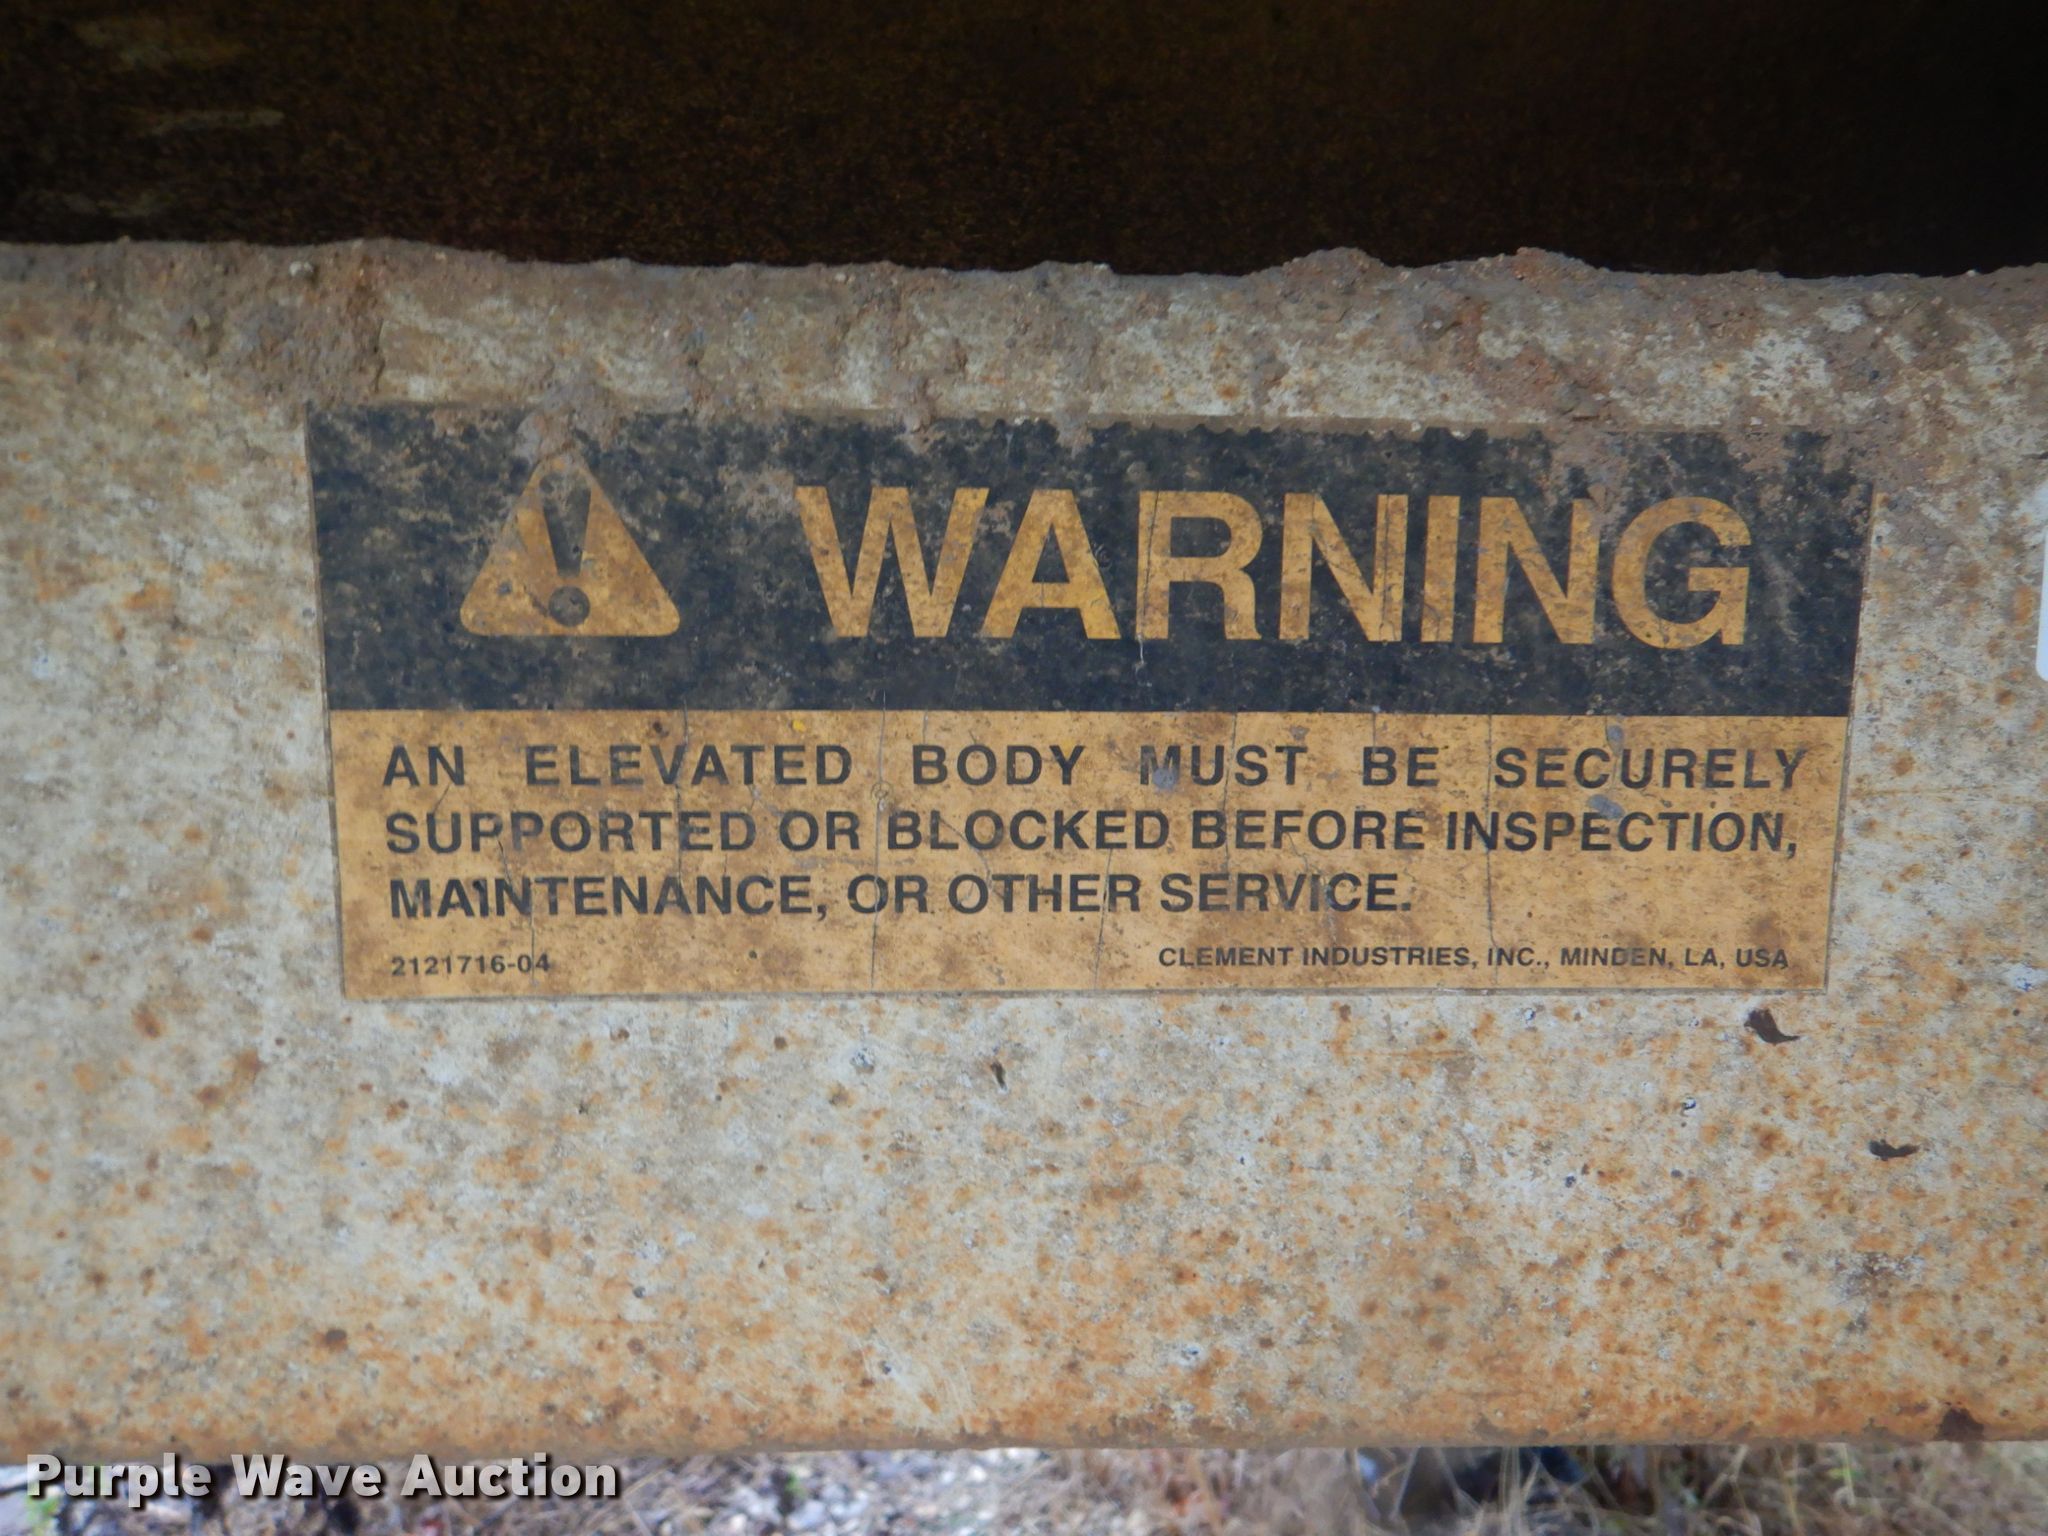 WARNING
AN ELEVATED BODY MUST BE SECURELY
SUPPORTED OR BLOCKED BEFORE INSPECTION,
MAINTENANCE, OR OTHER SERVICE.
2121716-04 CLEMENT INDUSTRIES, INC., MINDEN, LA, USA
Purple Wave Auction